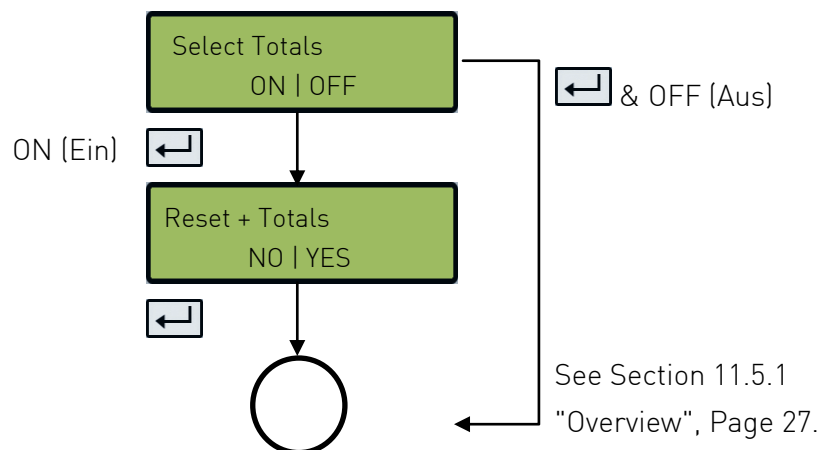 Select Totals
ON | OFF
& OFF (Aus)
ON (Ein)
Reset + Totals
NO | YES
See Section 11.5.1
"Overview", Page 27.